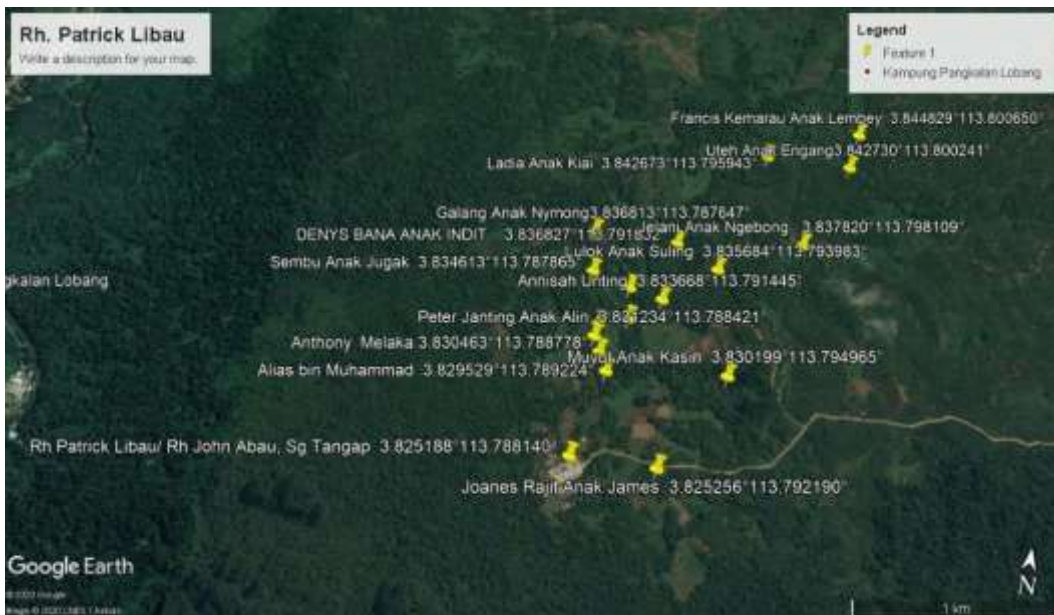 Rh. Patrick Libau
Write a description for your map.
Legend
Feature 1
Kampung Pangkalan Lobang
Francis Kemarau Anak Lembey 3.844829°113.800650°
Uteh Anak Engang3.842730°113.800241°
Ladia Anak Kiai 3.842673°113.795943°
Galang Anak Nymong3.836813°113.787647°
Jejani Anak Ngebong 3.837820°113.798109°
DENYS BANA ANAK INDIT 3.836827°113.791832°
Lulok Anak Suling 3.835684°113.793983°
Sembu Anak Jugak 3.834613°113.787865°
gkalan Lobang
Annisah Unting 3.833668°113.791445°
Peter Janting Anak Alin 113.788421
Anthony Melaka 3.830463°113.788778°
Anak Kasin 3.830199°113.794965°
Alias bin Muhammad 3.829529°113.789224°
Rh Patrick Libau/ Rh John Abau, Sg Tangap 3.825188°113.788140°
Joanes Rajit Anak James 3.825256°113.792190°
Google Earth
N
1 km